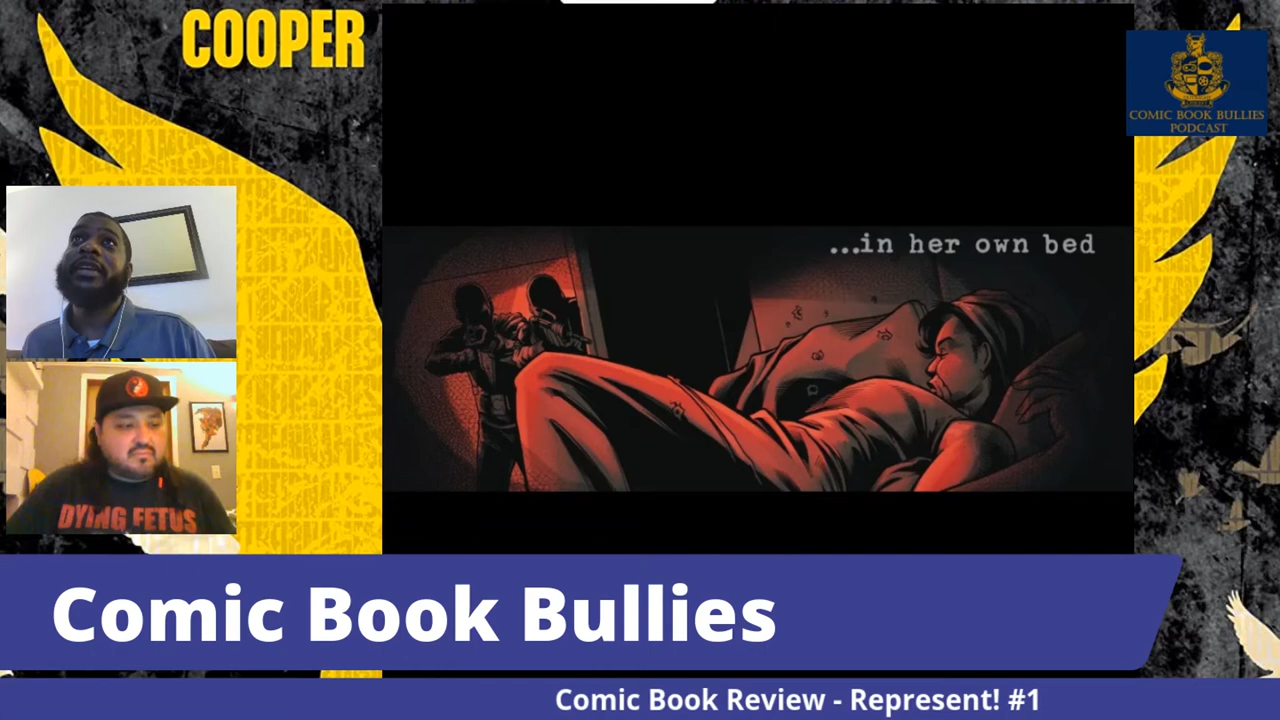 COOPER
COMIC BOOK BULLIES
PODCAST
...in her own bed
DYING FETUS
Comic Book Bullies
Comic Book Review - Represent! #1